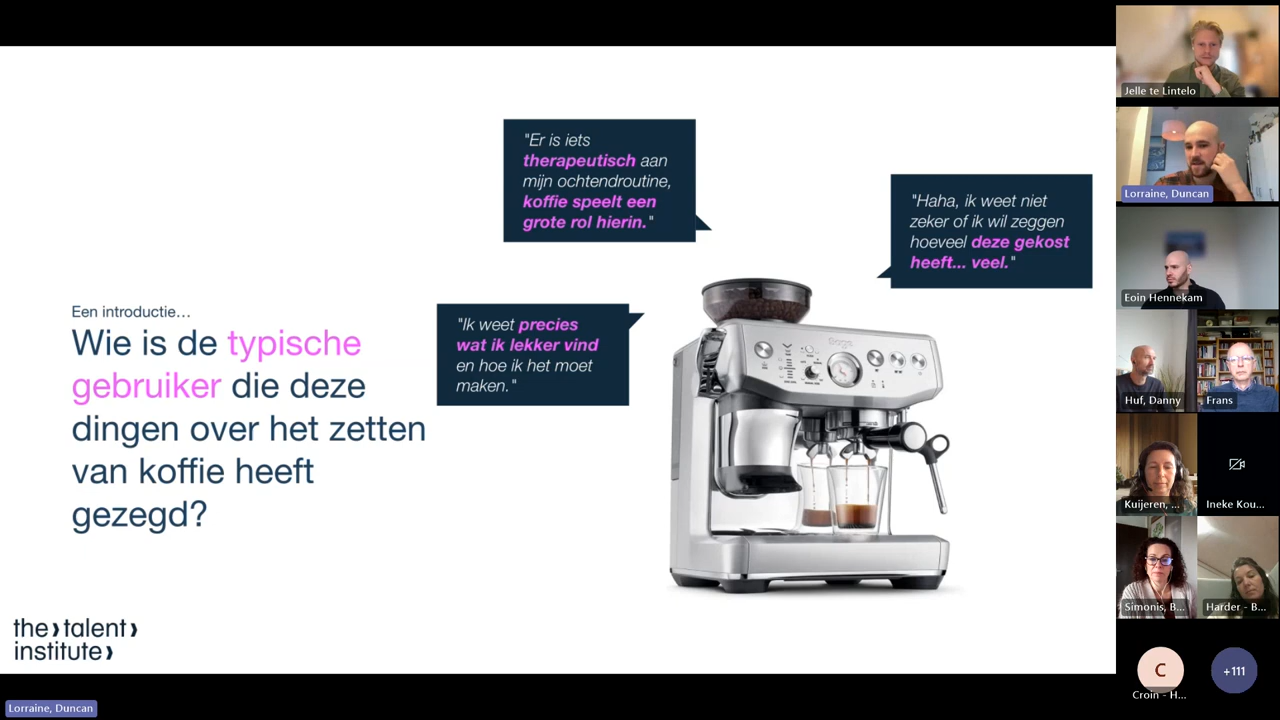 "Er is iets
therapeutisch aan
mijn ochtendroutine,
koffie speelt een
grote rol hierin."
"Haha, ik weet niet
zeker of ik wil zeggen
hoeveel deze gekost
heeft... veel."
"Ik weet precies
wat ik lekker vind
en hoe ik het moet
maken."
Een introductie...
Wie is de typische
gebruiker die deze
dingen over het zetten
van koffie heeft
gezegd?
the talent
institute
Lorraine, Duncan
Jelle te Lintelo
Lorraine, Duncan
Eoin Hennekam
Huf, Danny
Frans
Kuijeren, ...
Ineke Kou...
Simonis, B...
Harder - B...
C
Croin - H...
+111